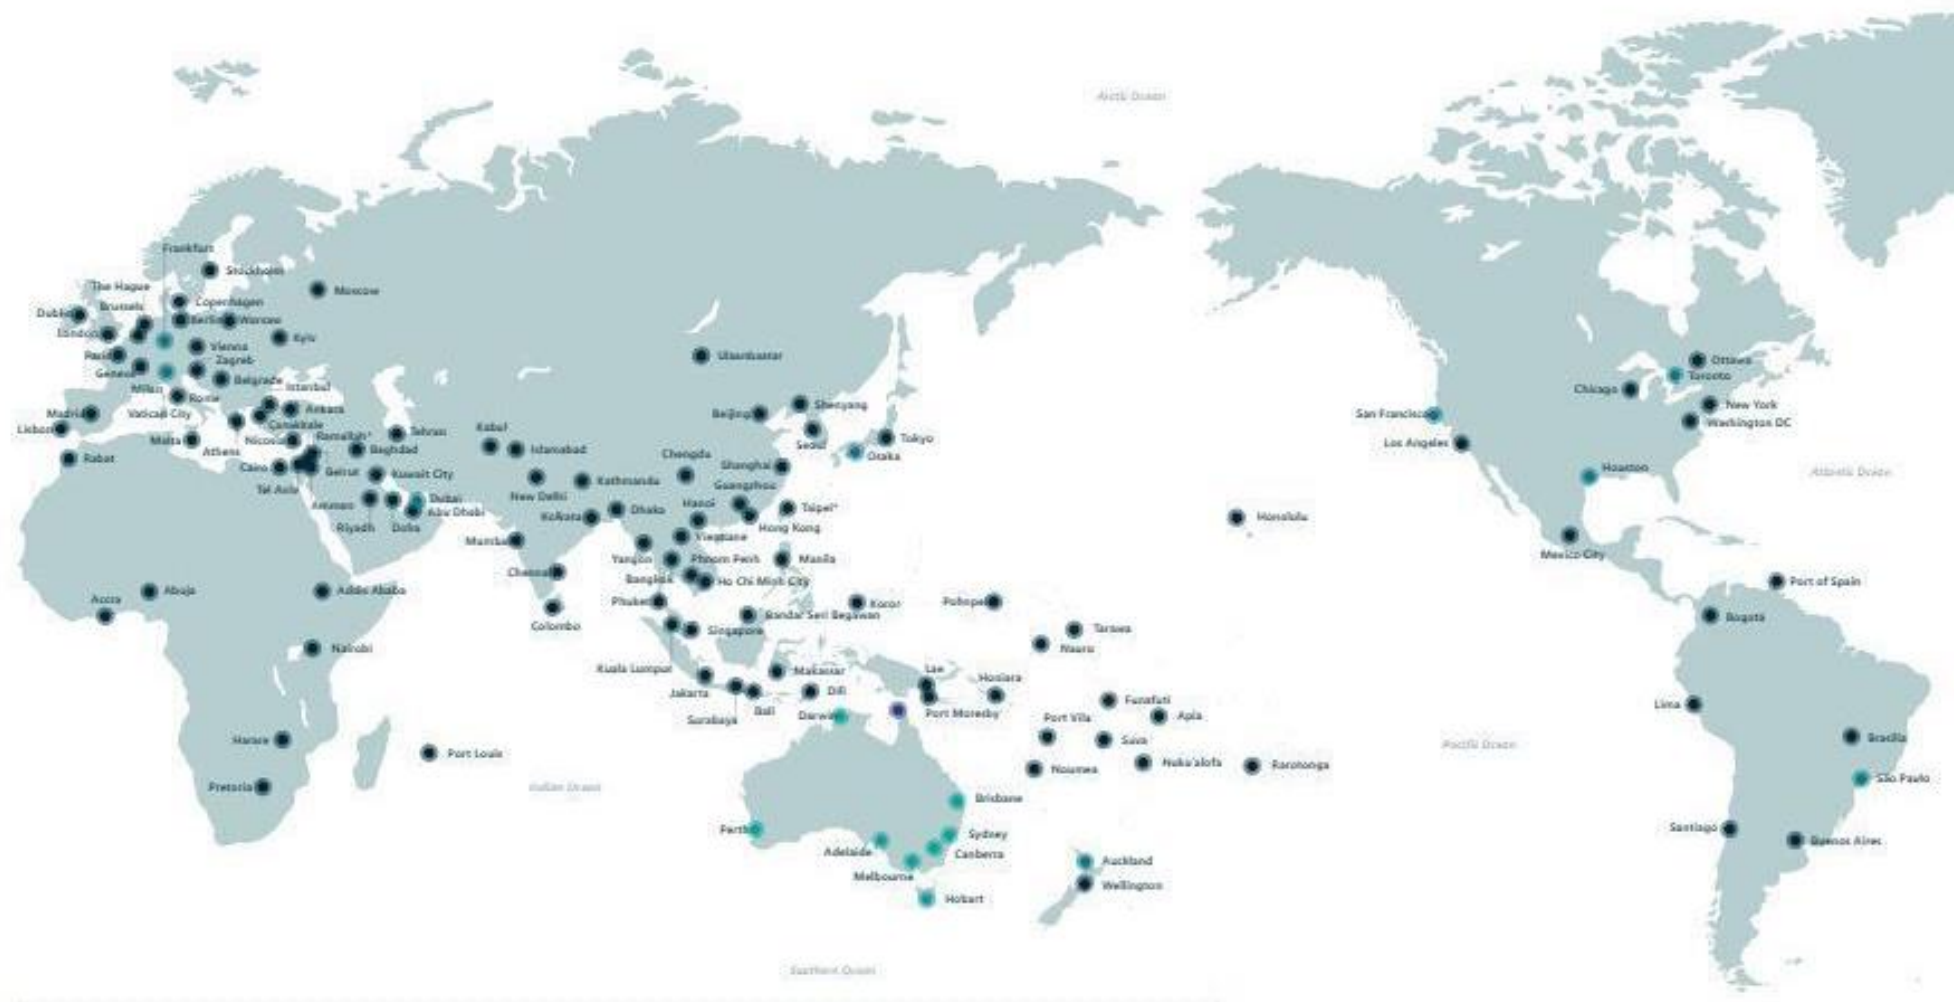 Arctic Ocean
Frankfurt
Stockholm
The Hague
Moscow
Copenhagen
Brussels
Dublin
Berlin
Warsaw
London
Kyiv
Vienna
Paris
Zagreb
Ulaanbaatar
Ottawa
Geneva
Belgrade
Toronto
Milan
Istanbul
Chicago
Rome
Shenyang
New York
Madrid
Vatican City
Ankara
Beijing
San Francisco
Washington DC
Lisbon
Canakkale
Kabul
Tehran
Malta
Nicosia
Ramallah*
Seoul
Tokyo
Los Angeles
Athens
Baghdad
Islamabad
Chengdu
Osaka
Rabat
Cairo
Beirut
Kuwait City
Shanghai
Houston
Atlantic Ocean
Kathmandu
Guangzhou
Tel Aviv
New Delhi
Dubai
Amman
Abu Dhabi
Hanoi
Taipei*
Dhaka
Kolkata
Honolulu
Riyadh
Doha
Hong Kong
Mumbai
Vientiane
Mexico City
Yangon
Phnom Penh
Manila
Chennai
Bangkok
Ho Chi Minh City
Port of Spain
Abuja
Addis Ababa
Accra
Phuket
Koror
Pohnpei
Colombo
Bandar Seri Begawan
Bogotá
Singapore
Tarawa
Nairobi
Nauru
Kuala Lumpur
Makassar
Lae
Honiara
Jakarta
Dili
Funafuti
Lima
Surabaya
Bali
Darwin
Port Moresby
Port Vila
Apia
Harare
Port Louis
Suva
Pacific Ocean
Brasília
Noumea
Nuku'alofa
Rarotonga
São Paulo
Pretoria
Indian Ocean
Brisbane
Perth
Sydney
Santiago
Adelaide
Canberra
Buenos Aires
Auckland
Melbourne
Wellington
Hobart
Southern Ocean